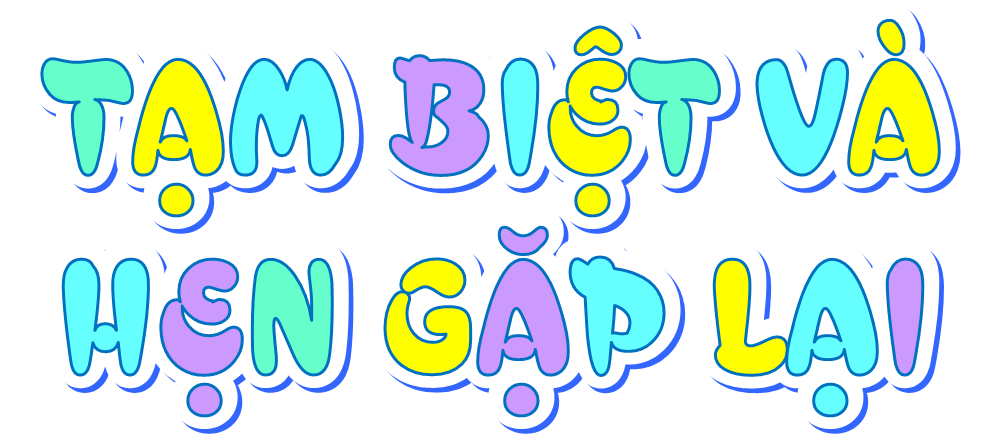 TẠM BIỆT VÀ
HẸN GẶP LẠI